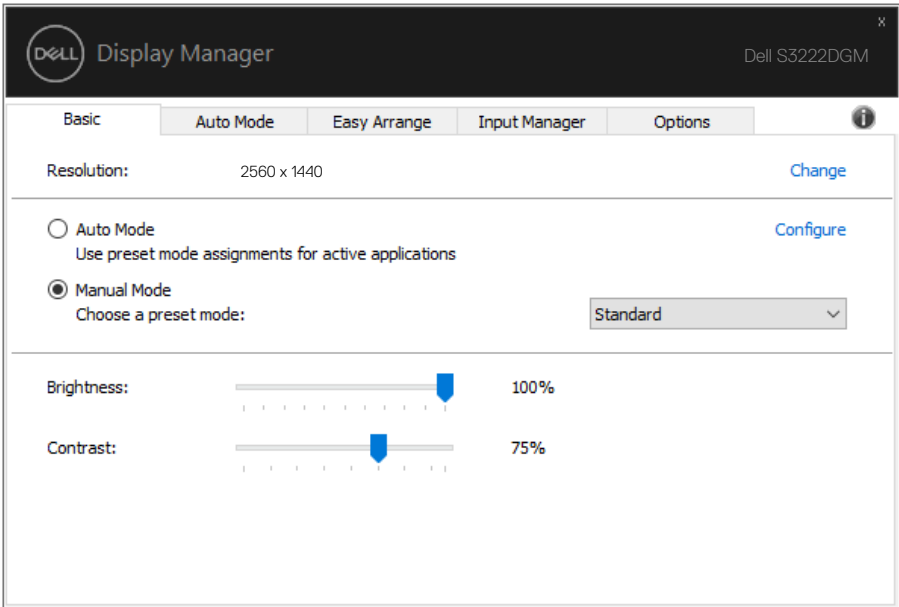 x
DELL Display Manager
Dell S3222DGM
Basic Auto Mode Easy Arrange Input Manager Options
Resolution: 2560 x 1440 Change
Auto Mode Configure
Use preset mode assignments for active applications
Manual Mode
Choose a preset mode: Standard
Brightness: 100%
Contrast: 75%